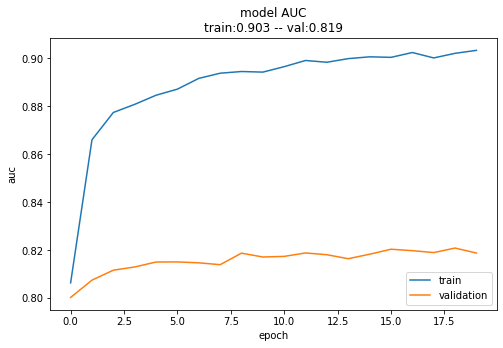 model AUC
train:0.903 -- val:0.819
0.90
0.88
0.86
0.84
0.82
0.80
auc
0.0 2.5 5.0 7.5 10.0 12.5 15.0 17.5
epoch
train
validation